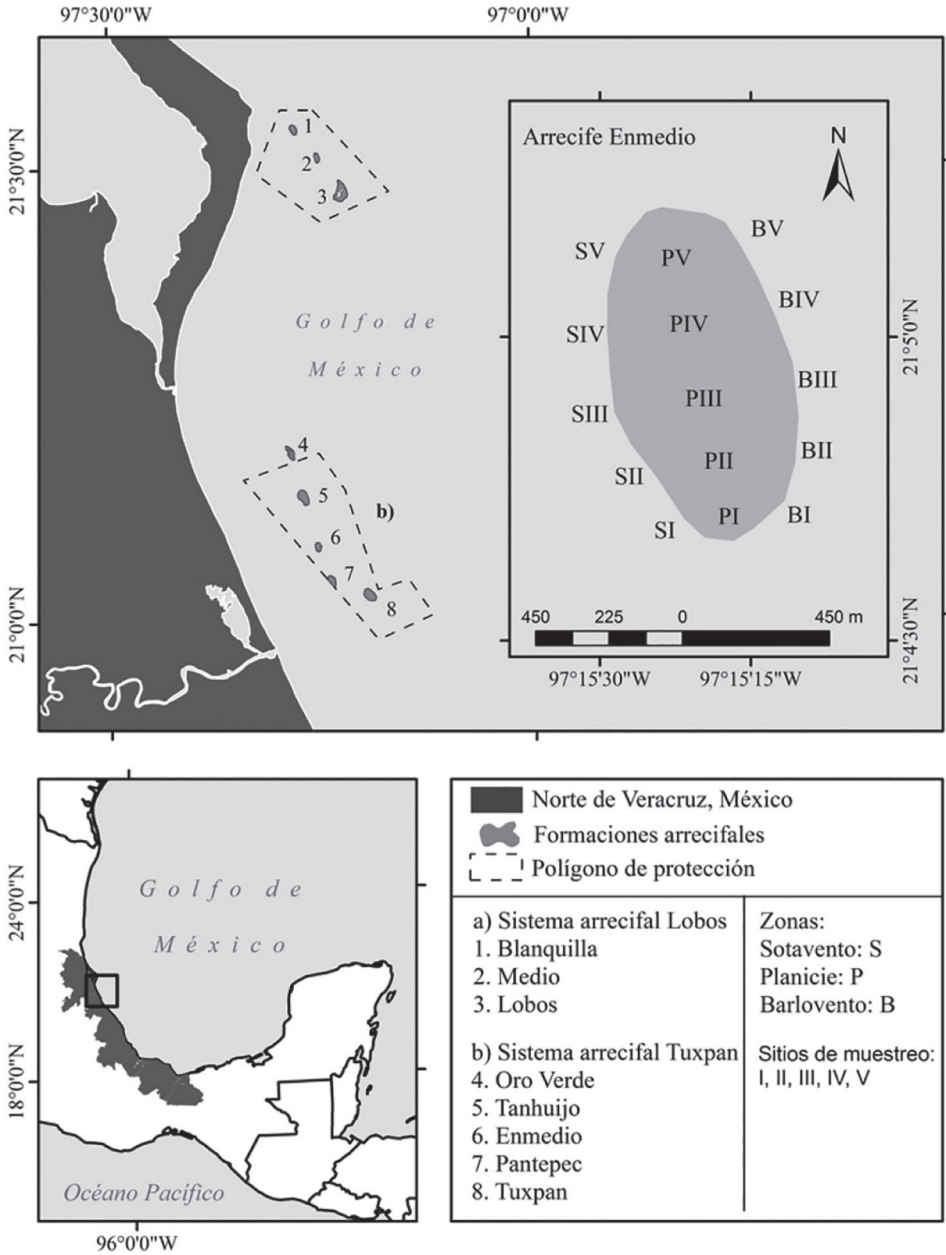 97°30'0"W
97°0'0"W
21°30'0"N
21°0'0"N
1
2
3
Golfo de
México
4
5
b)
6
7
8
Arrecife Enmedio
N
SV
PV
BV
SIV
PIV
BIV
SIII
PIII
BIII
SII
PII
BII
SI
PI
BI
450 225 0 450 m
97°15'30"W
97°15'15"W
21°5'0"N
21°4'30"N
Golfo de
México
24°0'0"N
18°0'0"N
Océano Pacífico
96°0'0"W
Norte de Veracruz, México
Formaciones arrecifales
Polígono de protección
a) Sistema arrecifal Lobos
1. Blanquilla
2. Medio
3. Lobos
b) Sistema arrecifal Tuxpan
4. Oro Verde
5. Tanhuijo
6. Enmedio
7. Pantepec
8. Tuxpan
Zonas:
Sotavento: S
Planicie: P
Barlovento: B
Sitios de muestreo:
I, II, III, IV, V